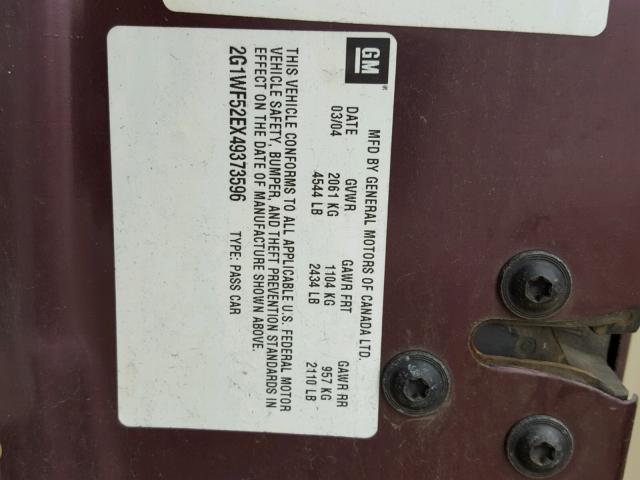 GM
MFD BY GENERAL MOTORS OF CANADA LTD.
DATE GVWR GAWR FRT GAWR RR
03/04 2061 KG 1104 KG 957 KG
4544 LB 2434 LB 2110 LB
THIS VEHICLE CONFORMS TO ALL APPLICABLE U.S. FEDERAL MOTOR
VEHICLE SAFETY, BUMPER, AND THEFT PREVENTION STANDARDS IN
EFFECT ON THE DATE OF MANUFACTURE SHOWN ABOVE.
2G1WF52EX49373596 TYPE: PASS CAR